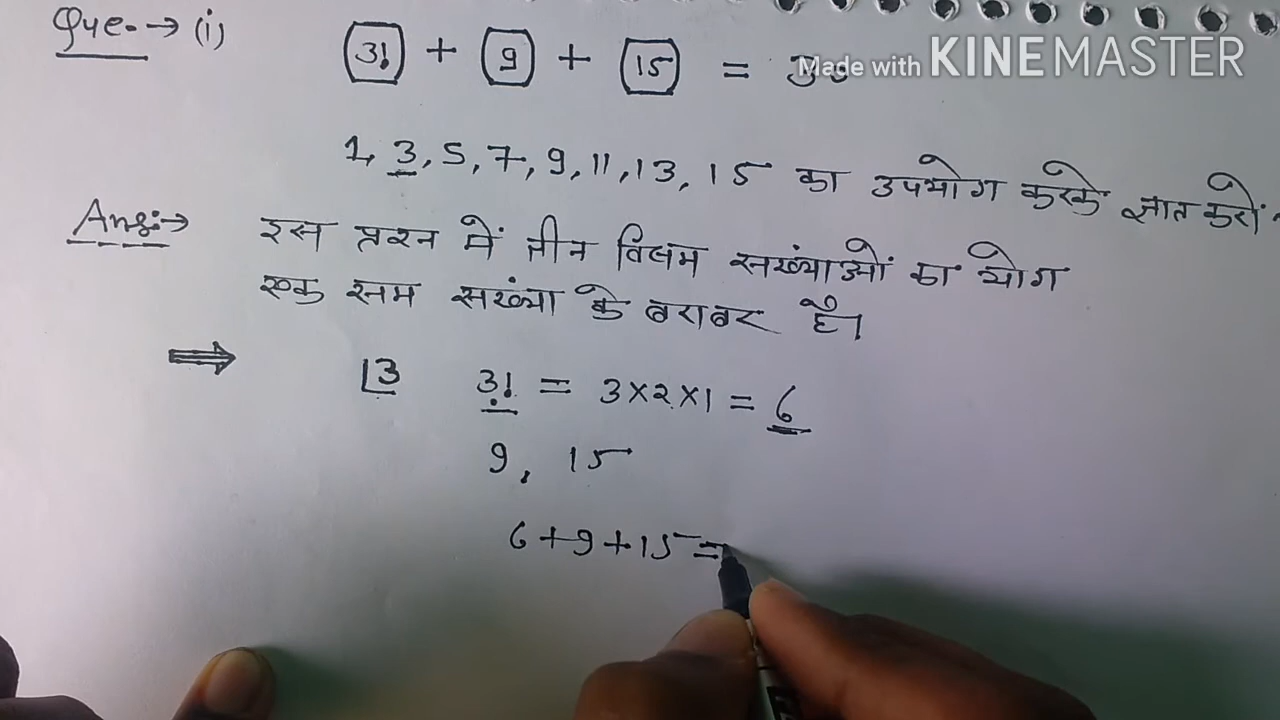 Que. → (i) 3! + 9 + 15 = 30
Made with KINEMASTER
1, 3, 5, 7, 9, 11, 13, 15 का उपयोग करके ज्ञात करों
Ans:→ इस प्रश्न में तीन विषम सख्ंयाओं का योग
एक सम सख्ंया के बराबर है।
⇒ ⌊3 3! = 3×2×1 = 6
9, 15
6+9+15=